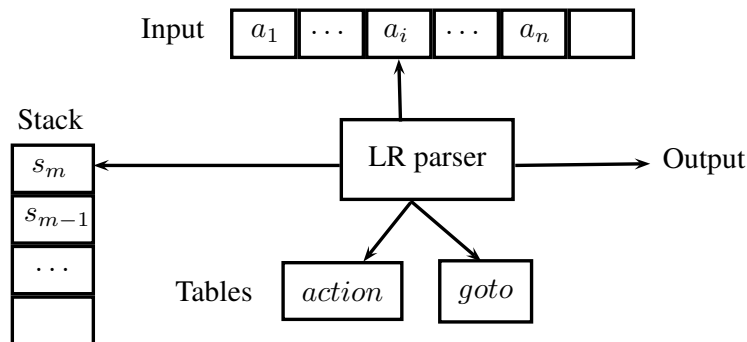 Input a₁ ⋯ aᵢ ⋯ aₙ
Stack
LR parser
Output
sₘ
sₘ₋₁
⋯
Tables action goto